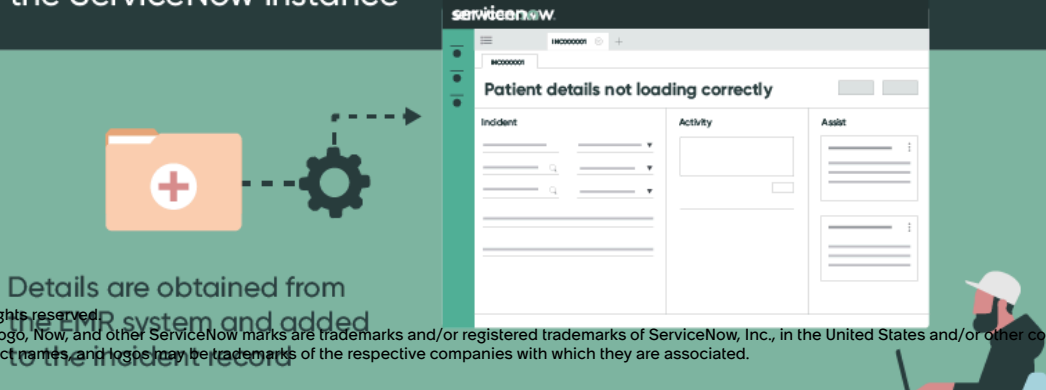 the ServiceNow instance
servicenow
INC000001
INC000001
Patient details not loading correctly
Incident
Activity
Assist
Details are obtained from
the EMR system and added
to the incident record
ghts reserved.
ogo, Now, and other ServiceNow marks are trademarks and/or registered trademarks of ServiceNow, Inc., in the United States and/or other co
ct names, and logos may be trademarks of the respective companies with which they are associated.